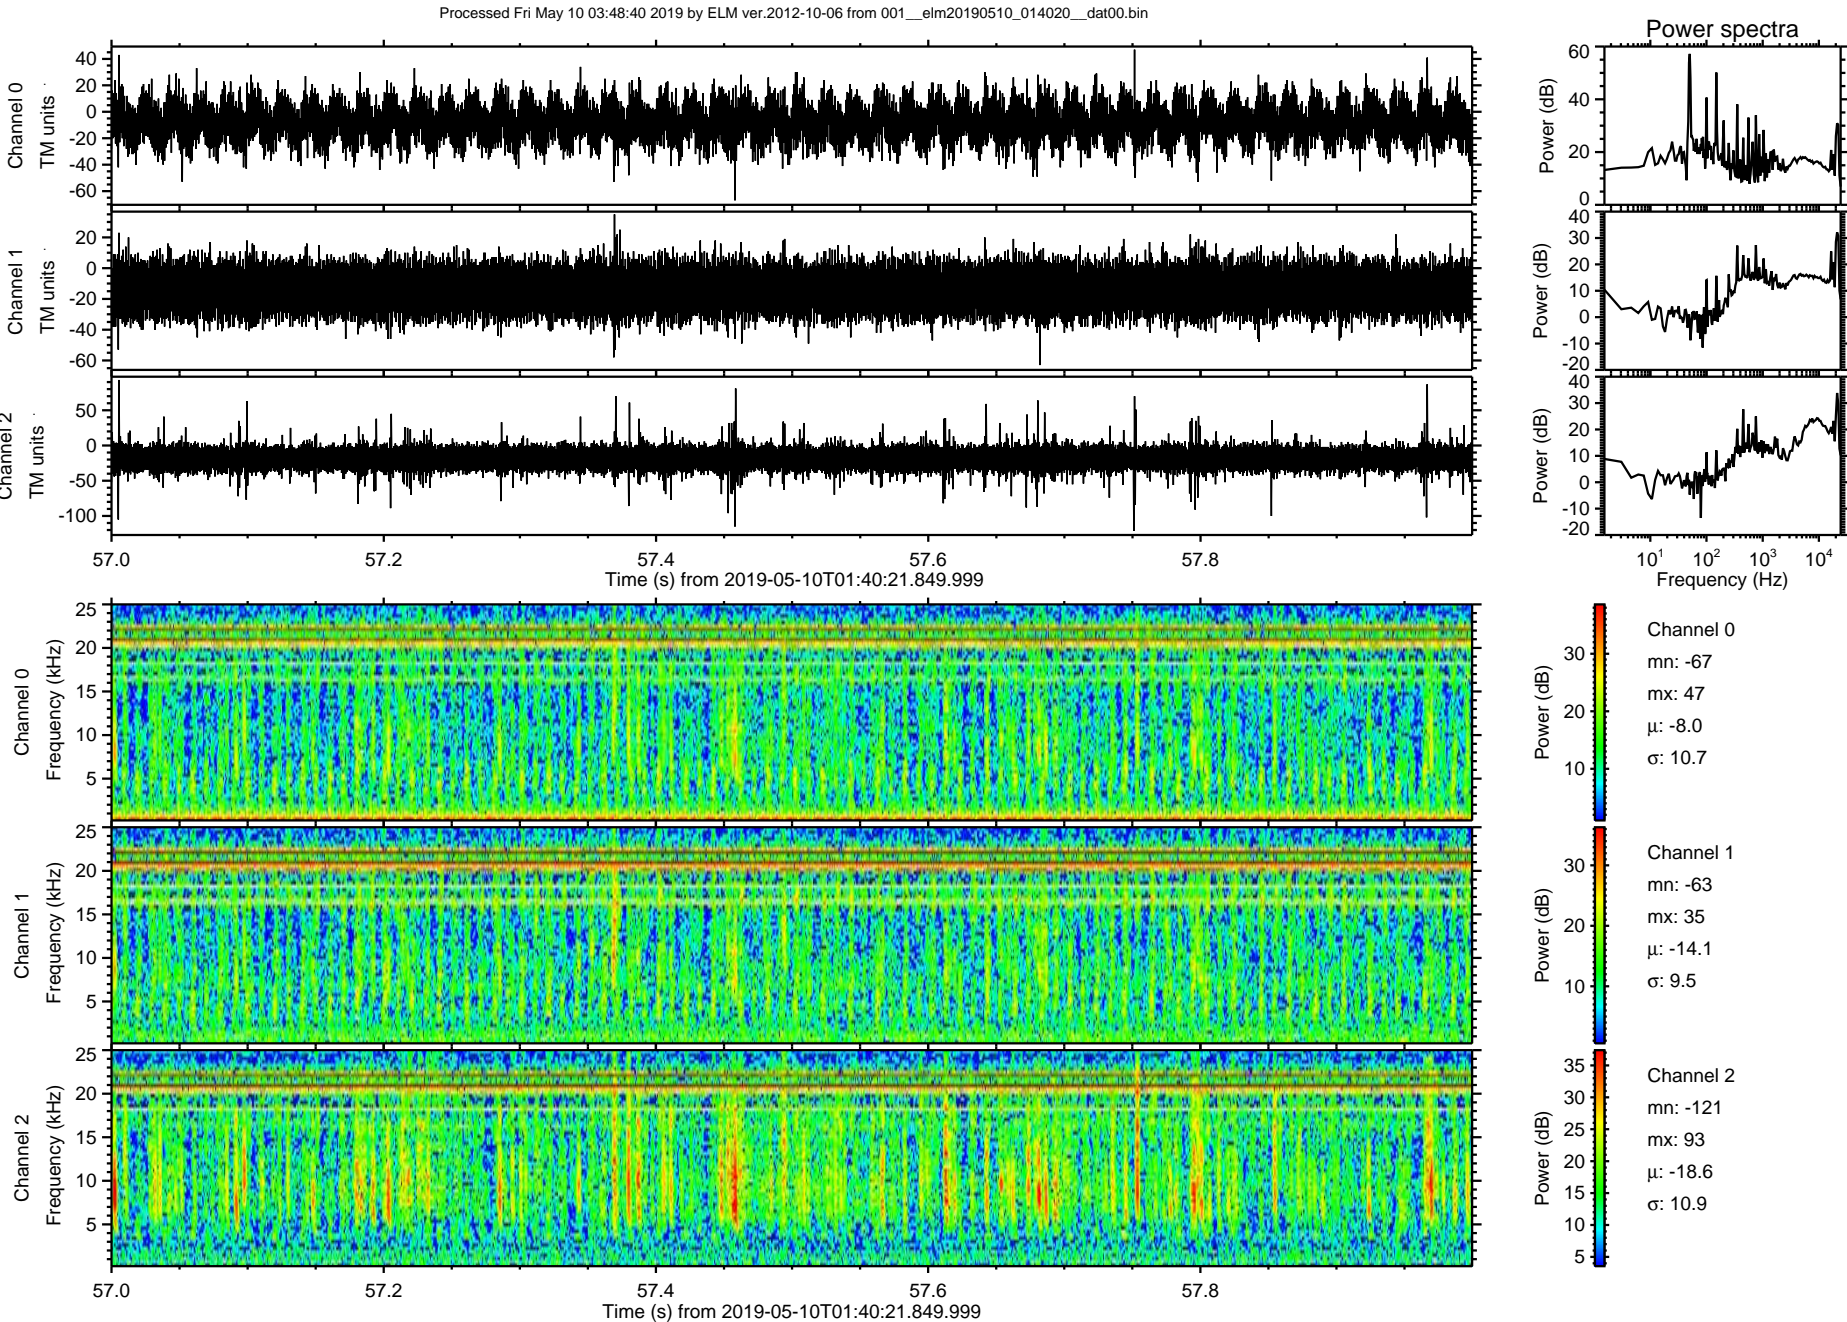 Processed Fri May 10 03:48:40 2019 by ELM ver.2012-10-06 from 001__elm20190510_014020__dat00.bin
Power spectra
Channel 0
TM units
40
20
0
-20
-40
-60
Power (dB)
60
40
20
0
Channel 1
TM units
20
0
-20
-40
-60
Power (dB)
40
30
20
10
0
-10
-20
Channel 2
TM units
50
0
-50
-100
Power (dB)
40
30
20
10
0
-10
-20
57.0 57.2 57.4 57.6 57.8
Time (s) from 2019-05-10T01:40:21.849.999
10¹ 10² 10³ 10⁴
Frequency (Hz)
Channel 0
Frequency (kHz)
25
20
15
10
5
Power (dB)
30
20
10
Channel 0
mn: -67
mx: 47
μ: -8.0
σ: 10.7
Channel 1
Frequency (kHz)
25
20
15
10
5
Power (dB)
30
20
10
Channel 1
mn: -63
mx: 35
μ: -14.1
σ: 9.5
Channel 2
Frequency (kHz)
25
20
15
10
5
Power (dB)
35
30
25
20
15
10
5
Channel 2
mn: -121
mx: 93
μ: -18.6
σ: 10.9
57.0 57.2 57.4 57.6 57.8
Time (s) from 2019-05-10T01:40:21.849.999